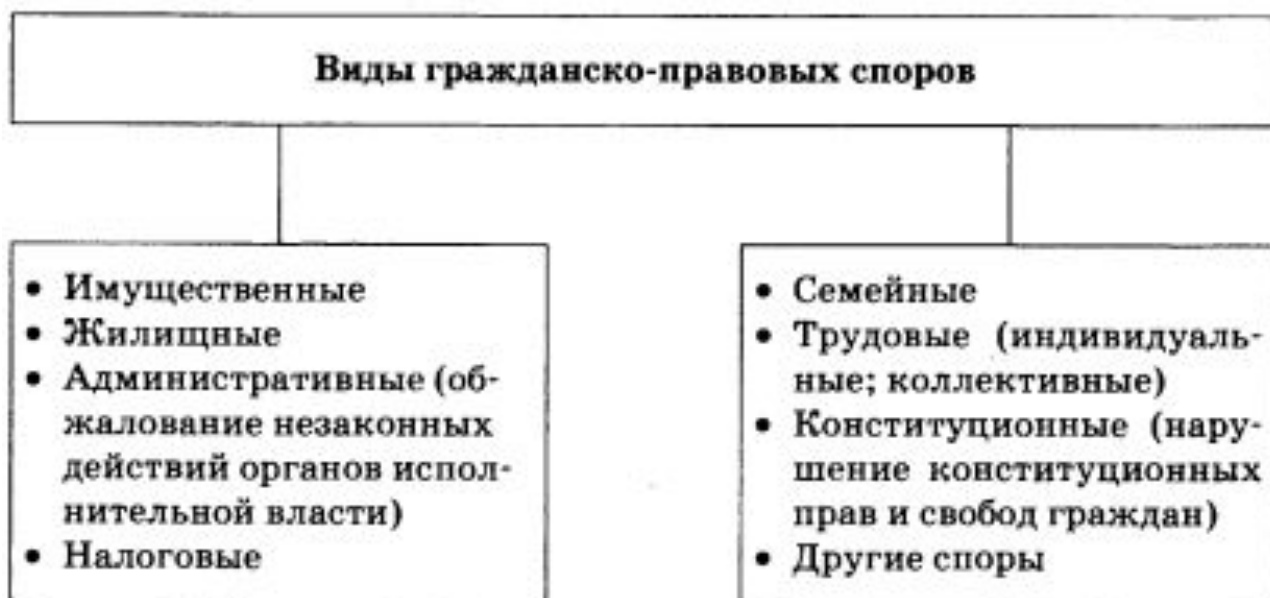 Виды гражданско-правовых споров
• Имущественные
• Жилищные
• Административные (об-
жалование незаконных
действий органов испол-
нительной власти)
• Налоговые
• Семейные
• Трудовые (индивидуаль-
ные; коллективные)
• Конституционные (нару-
шение конституционных
прав и свобод граждан)
• Другие споры